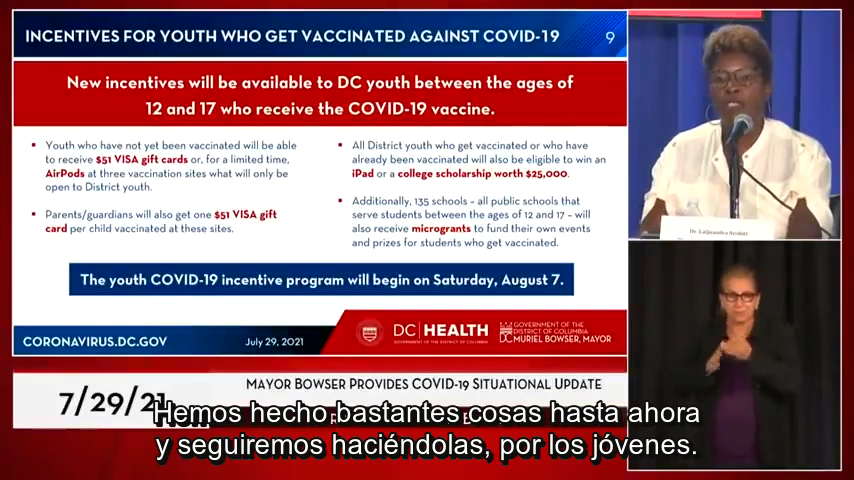 INCENTIVES FOR YOUTH WHO GET VACCINATED AGAINST COVID-19
9
New incentives will be available to DC youth between the ages of
12 and 17 who receive the COVID-19 vaccine.
Youth who have not yet been vaccinated will be able
to receive $51 VISA gift cards or, for a limited time,
AirPods at three vaccination sites what will only be
open to District youth.
Parents/guardians will also get one $51 VISA gift
card per child vaccinated at these sites.
All District youth who get vaccinated or who have
already been vaccinated will also be eligible to win an
iPad or a college scholarship worth $25,000.
Additionally, 135 schools – all public schools that
serve students between the ages of 12 and 17 – will
also receive microgrants to fund their own events
and prizes for students who get vaccinated.
The youth COVID-19 incentive program will begin on Saturday, August 7.
CORONAVIRUS.DC.GOV
July 29, 2021
DC HEALTH
GOVERNMENT OF THE DISTRICT OF COLUMBIA
GOVERNMENT OF THE
DISTRICT OF COLUMBIA
MURIEL BOWSER, MAYOR
Dr. LaQuandra Nesbitt
7/29/21
MAYOR BOWSER PROVIDES COVID-19 SITUATIONAL UPDATE
Hemos hecho bastantes cosas hasta ahora
y seguiremos haciéndolas, por los jóvenes.